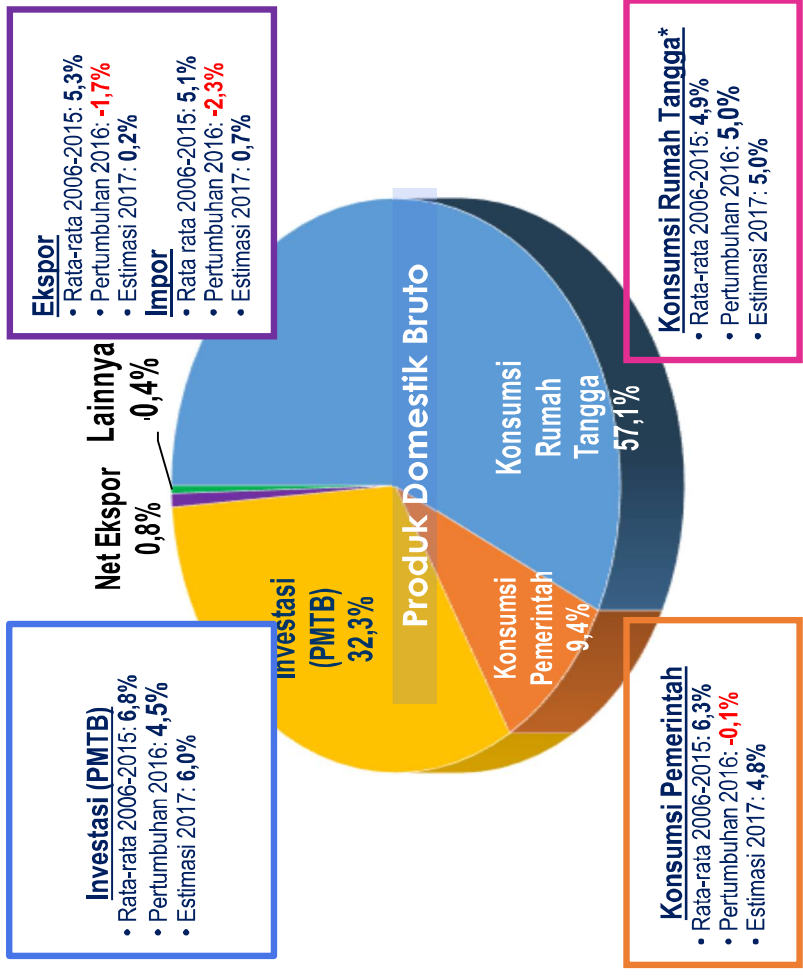 Investasi (PMTB)
• Rata-rata 2006-2015: 6,8%
• Pertumbuhan 2016: 4,5%
• Estimasi 2017: 6,0%
Ekspor
• Rata-rata 2006-2015: 5,3%
• Pertumbuhan 2016: -1,7%
• Estimasi 2017: 0,2%
Impor
• Rata rata 2006-2015: 5,1%
• Pertumbuhan 2016: -2,3%
• Estimasi 2017: 0,7%
Net Ekspor
0,8%
Lainnya
0,4%
Investasi
(PMTB)
32,3%
Produk Domestik Bruto
Konsumsi
Pemerintah
9,4%
Konsumsi
Rumah
Tangga
57,1%
Konsumsi Pemerintah
• Rata-rata 2006-2015: 6,3%
• Pertumbuhan 2016: -0,1%
• Estimasi 2017: 4,8%
Konsumsi Rumah Tangga*
• Rata-rata 2006-2015: 4,9%
• Pertumbuhan 2016: 5,0%
• Estimasi 2017: 5,0%